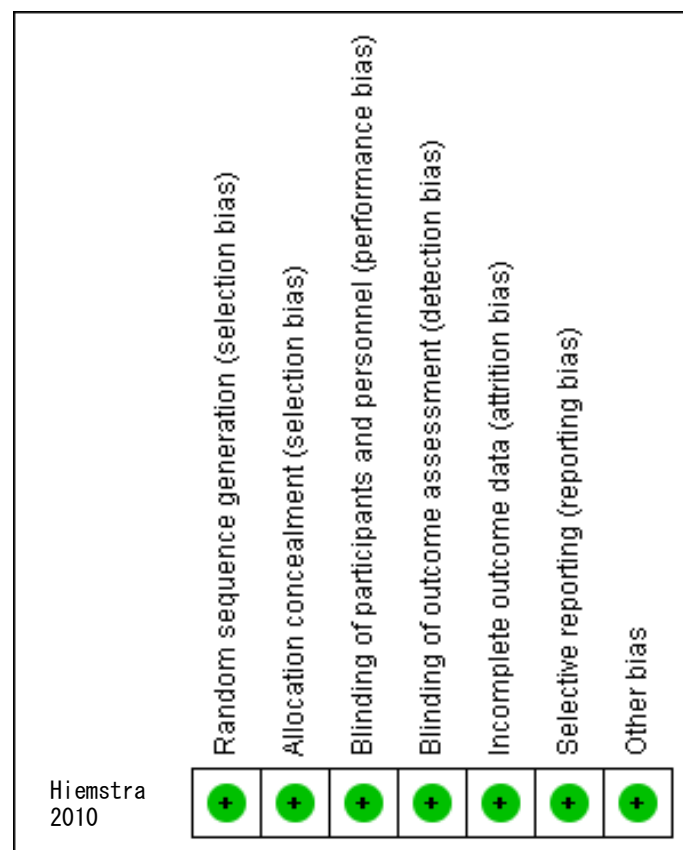 Random sequence generation (selection bias)
Allocation concealment (selection bias)
Blinding of participants and personnel (performance bias)
Blinding of outcome assessment (detection bias)
Incomplete outcome data (attrition bias)
Selective reporting (reporting bias)
Other bias
Hiemstra
2010
+ + + + + + +